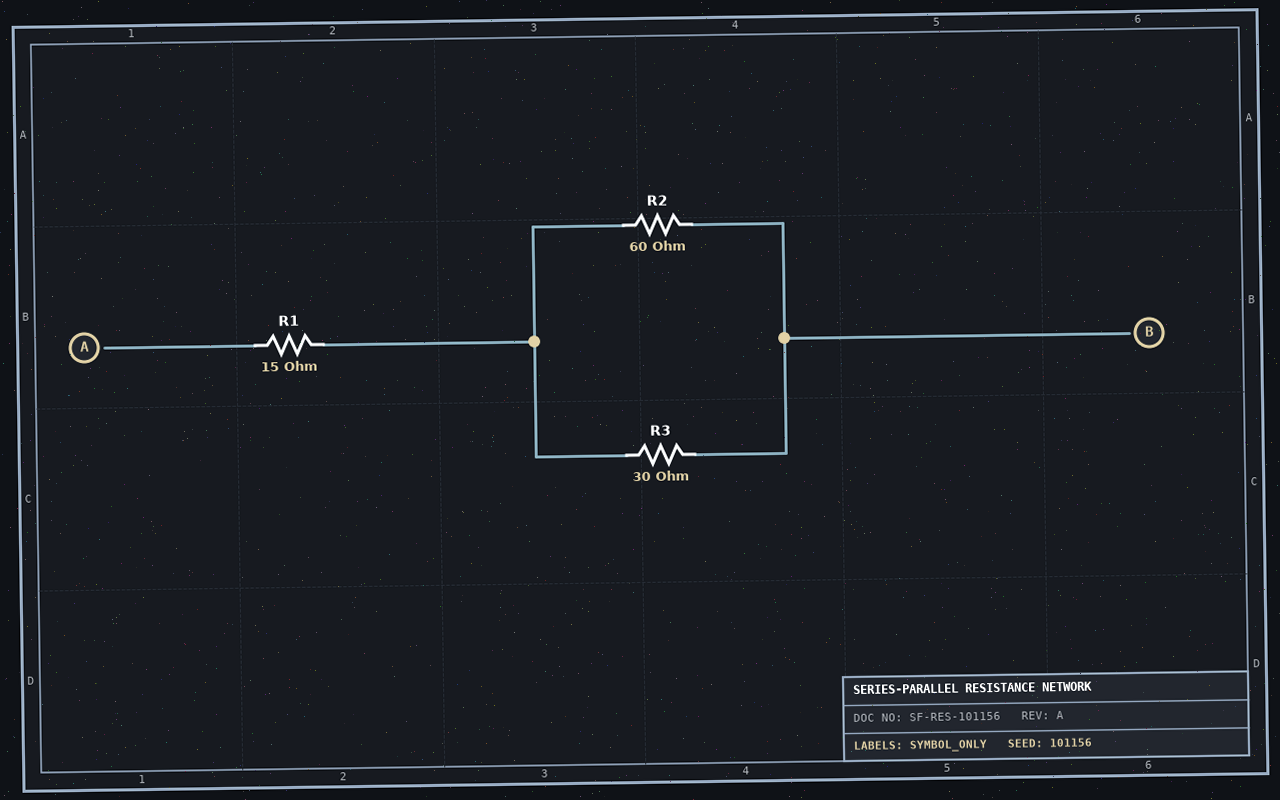 1 2 3 4 5 6
A A
R2
60 Ohm
B B
R1
A B
15 Ohm
R3
30 Ohm
C C
D D
SERIES-PARALLEL RESISTANCE NETWORK
DOC NO: SF-RES-101156 REV: A
LABELS: SYMBOL_ONLY SEED: 101156
1 2 3 4 5 6